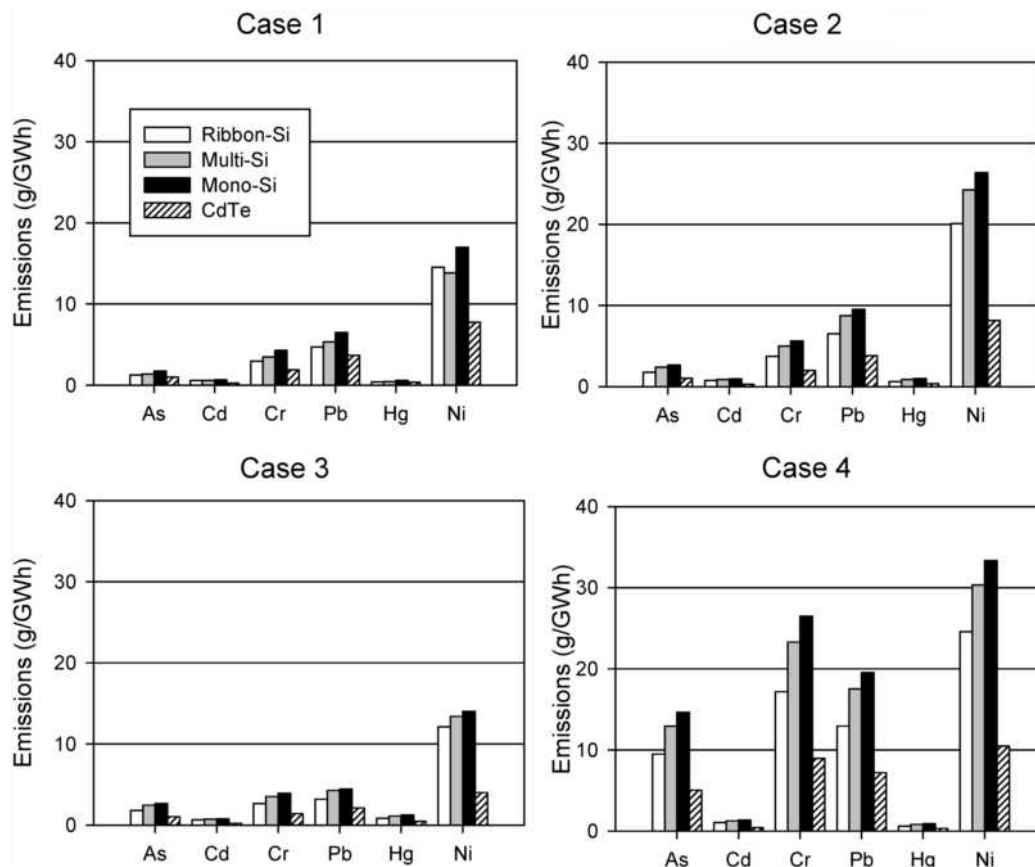 Case 1
Emissions (g/GWh)
40
30
20
10
0
Ribbon-Si
Multi-Si
Mono-Si
CdTe
As Cd Cr Pb Hg Ni
Case 2
Emissions (g/GWh)
40
30
20
10
0
As Cd Cr Pb Hg Ni
Case 3
Emissions (g/GWh)
40
30
20
10
0
As Cd Cr Pb Hg Ni
Case 4
Emissions (g/GWh)
40
30
20
10
0
As Cd Cr Pb Hg Ni